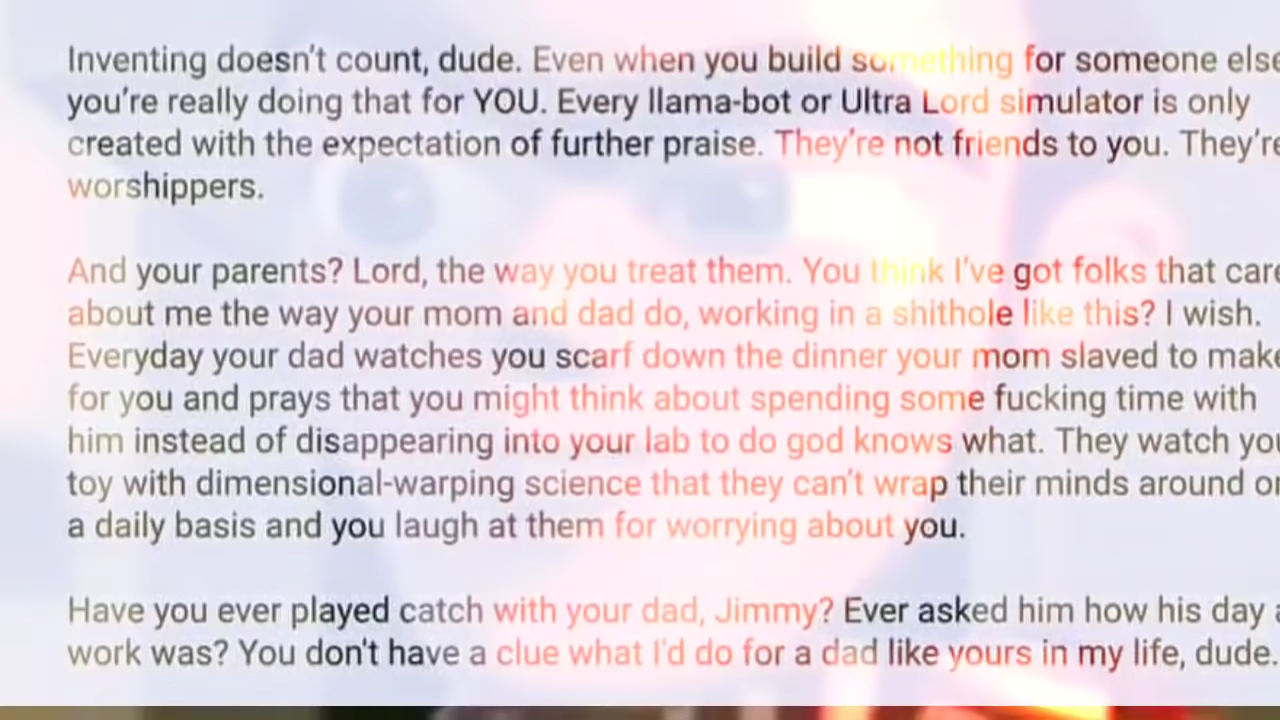 Inventing doesn't count, dude. Even when you build something for someone else
you're really doing that for YOU. Every llama-bot or Ultra Lord simulator is only
created with the expectation of further praise. They're not friends to you. They're
worshippers.
And your parents? Lord, the way you treat them. You think I've got folks that care
about me the way your mom and dad do, working in a shithole like this? I wish.
Everyday your dad watches you scarf down the dinner your mom slaved to make
for you and prays that you might think about spending some fucking time with
him instead of disappearing into your lab to do god knows what. They watch you
toy with dimensional-warping science that they can't wrap their minds around on
a daily basis and you laugh at them for worrying about you.
Have you ever played catch with your dad, Jimmy? Ever asked him how his day a
work was? You don't have a clue what I'd do for a dad like yours in my life, dude.